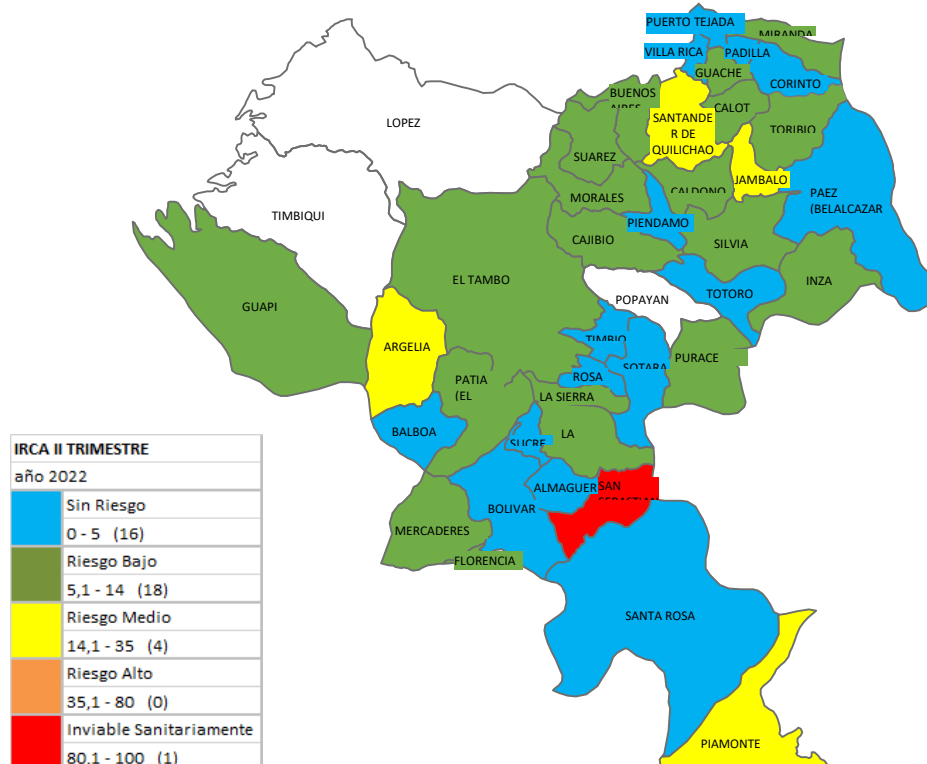 PUERTO TEJADA
MIRANDA
VILLA RICA
PADILLA
GUACHE
CORINTO
BUENOS
AIRES
CALOT
LOPEZ
SANTANDE
R DE
QUILICHAO
TORIBIO
SUAREZ
JAMBALO
CALDONO
PAEZ
(BELALCAZAR
MORALES
TIMBIQUI
PIENDAMO
CAJIBIO
SILVIA
EL TAMBO
INZA
GUAPI
POPAYAN
TOTORO
TIMBIO
ARGELIA
SOTARA
PURACE
ROSA
PATIA
(EL
LA SIERRA
BALBOA
SUCRE
LA
ALMAGUER
SAN
SEBASTIAN
BOLIVAR
MERCADERES
FLORENCIA
SANTA ROSA
PIAMONTE
IRCA II TRIMESTRE
año 2022
Sin Riesgo
0 - 5 (16)
Riesgo Bajo
5,1 - 14 (18)
Riesgo Medio
14,1 - 35 (4)
Riesgo Alto
35,1 - 80 (0)
Inviable Sanitariamente
80,1 - 100 (1)